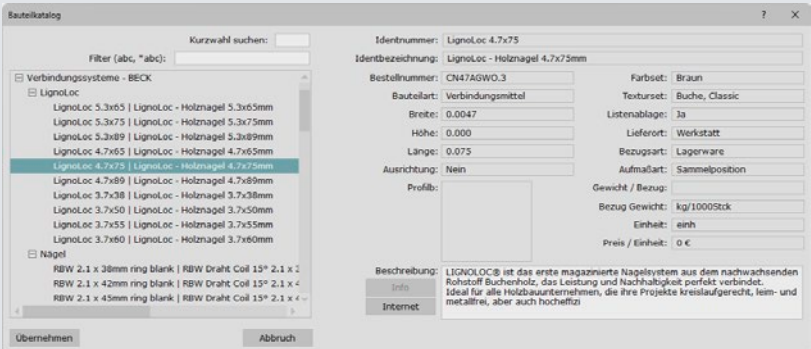 Bauteilkatalog
? ×
Kurzwahl suchen:
Filter (abc, *abc):
Verbindungssysteme - BECK
LignoLoc
LignoLoc 5.3x65 | LignoLoc - Holznagel 5.3x65mm
LignoLoc 5.3x75 | LignoLoc - Holznagel 5.3x75mm
LignoLoc 5.3x89 | LignoLoc - Holznagel 5.3x89mm
LignoLoc 4.7x65 | LignoLoc - Holznagel 4.7x65mm
LignoLoc 4.7x75 | LignoLoc - Holznagel 4.7x75mm
LignoLoc 4.7x89 | LignoLoc - Holznagel 4.7x89mm
LignoLoc 3.7x38 | LignoLoc - Holznagel 3.7x38mm
LignoLoc 3.7x50 | LignoLoc - Holznagel 3.7x50mm
LignoLoc 3.7x55 | LignoLoc - Holznagel 3.7x55mm
LignoLoc 3.7x60 | LignoLoc - Holznagel 3.7x60mm
Nägel
RBW 2.1 x 38mm ring blank | RBW Draht Coil 15° 2.1 x 3
RBW 2.1 x 42mm ring blank | RBW Draht Coil 15° 2.1 x 4
RBW 2.1 x 45mm ring blank | RBW Draht Coil 15° 2.1 x 4
Übernehmen
Abbruch
Identnummer: LignoLoc 4.7x75
Identbezeichnung: LignoLoc - Holznagel 4.7x75mm
Bestellnummer: CN47AGWO.3
Bauteilart: Verbindungsmittel
Breite: 0.0047
Höhe: 0.000
Länge: 0.075
Ausrichtung: Nein
Profilb:
Farbset: Braun
Texturset: Buche, Classic
Listenablage: Ja
Lieferort: Werkstatt
Bezugsart: Lagerware
Aufmaßart: Sammelposition
Gewicht / Bezug:
Bezug Gewicht: kg/1000Stck
Einheit: einh
Preis / Einheit: 0 €
Beschreibung:
Info
Internet
LIGNOLOC® ist das erste magazinierte Nagelsystem aus dem nachwachsenden
Rohstoff Buchenholz, das Leistung und Nachhaltigkeit perfekt verbindet.
Ideal für alle Holzbauunternehmen, die ihre Projekte kreislaufgerecht, leim- und
metallfrei, aber auch hocheffizi